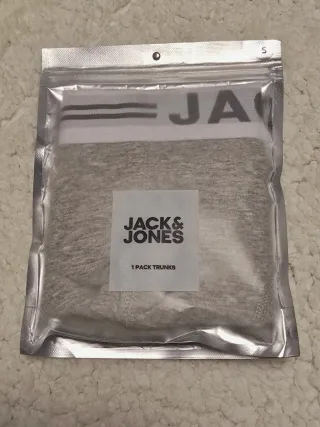 S
JAC
JACK&
JONES
1 PACK TRUNKS